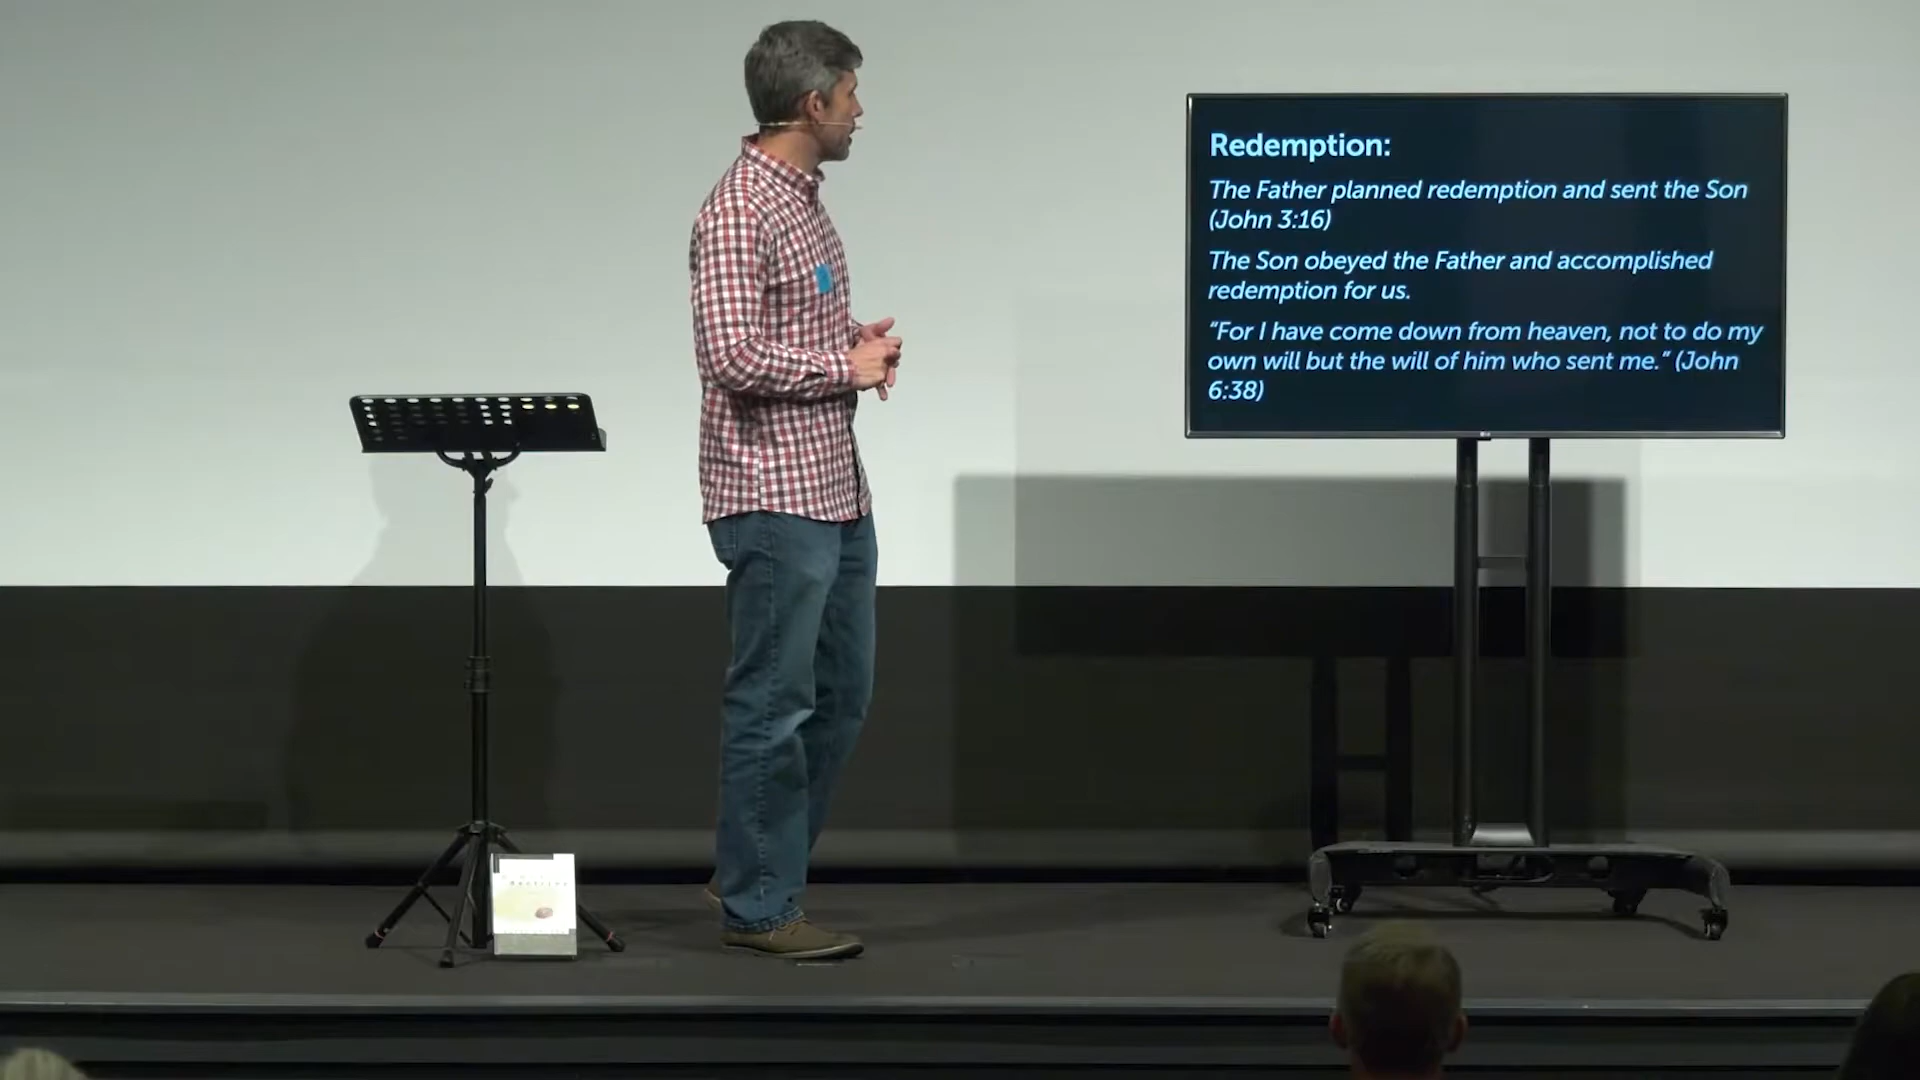 Redemption:
The Father planned redemption and sent the Son
(John 3:16)
The Son obeyed the Father and accomplished
redemption for us.
“For I have come down from heaven, not to do my
own will but the will of him who sent me.” (John
6:38)
doctrine